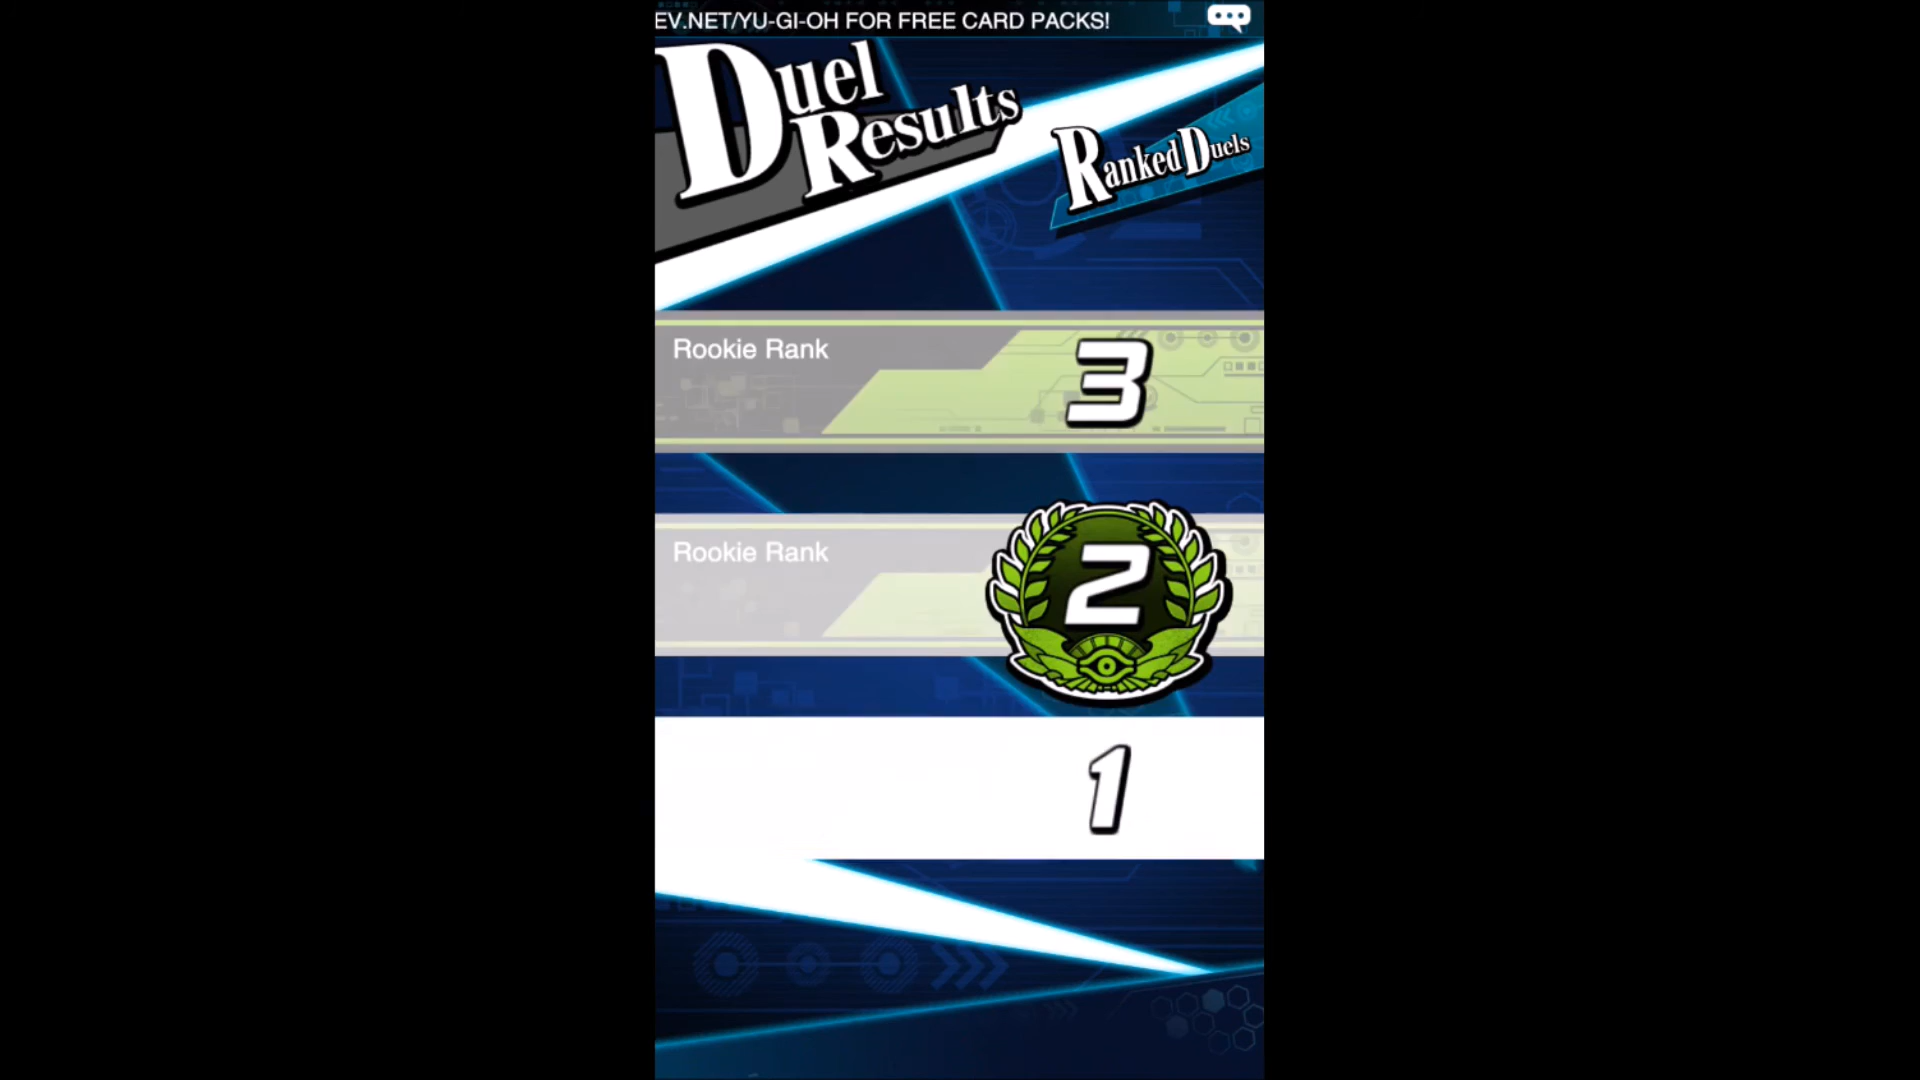 EV.NET/YU-GI-OH FOR FREE CARD PACKS!
Duel
Results
Ranked Duels
Rookie Rank
3
Rookie Rank
2
1